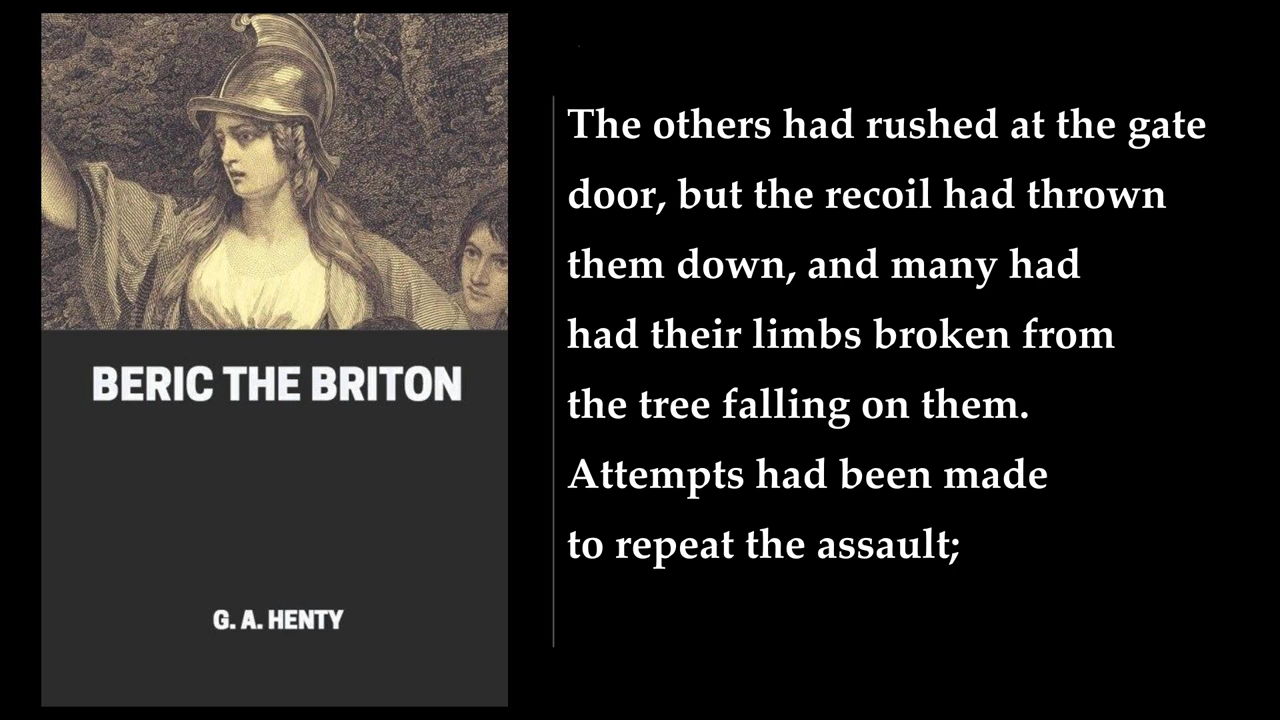 BERIC THE BRITON
G. A. HENTY
The others had rushed at the gate
door, but the recoil had thrown
them down, and many had
had their limbs broken from
the tree falling on them.
Attempts had been made
to repeat the assault;